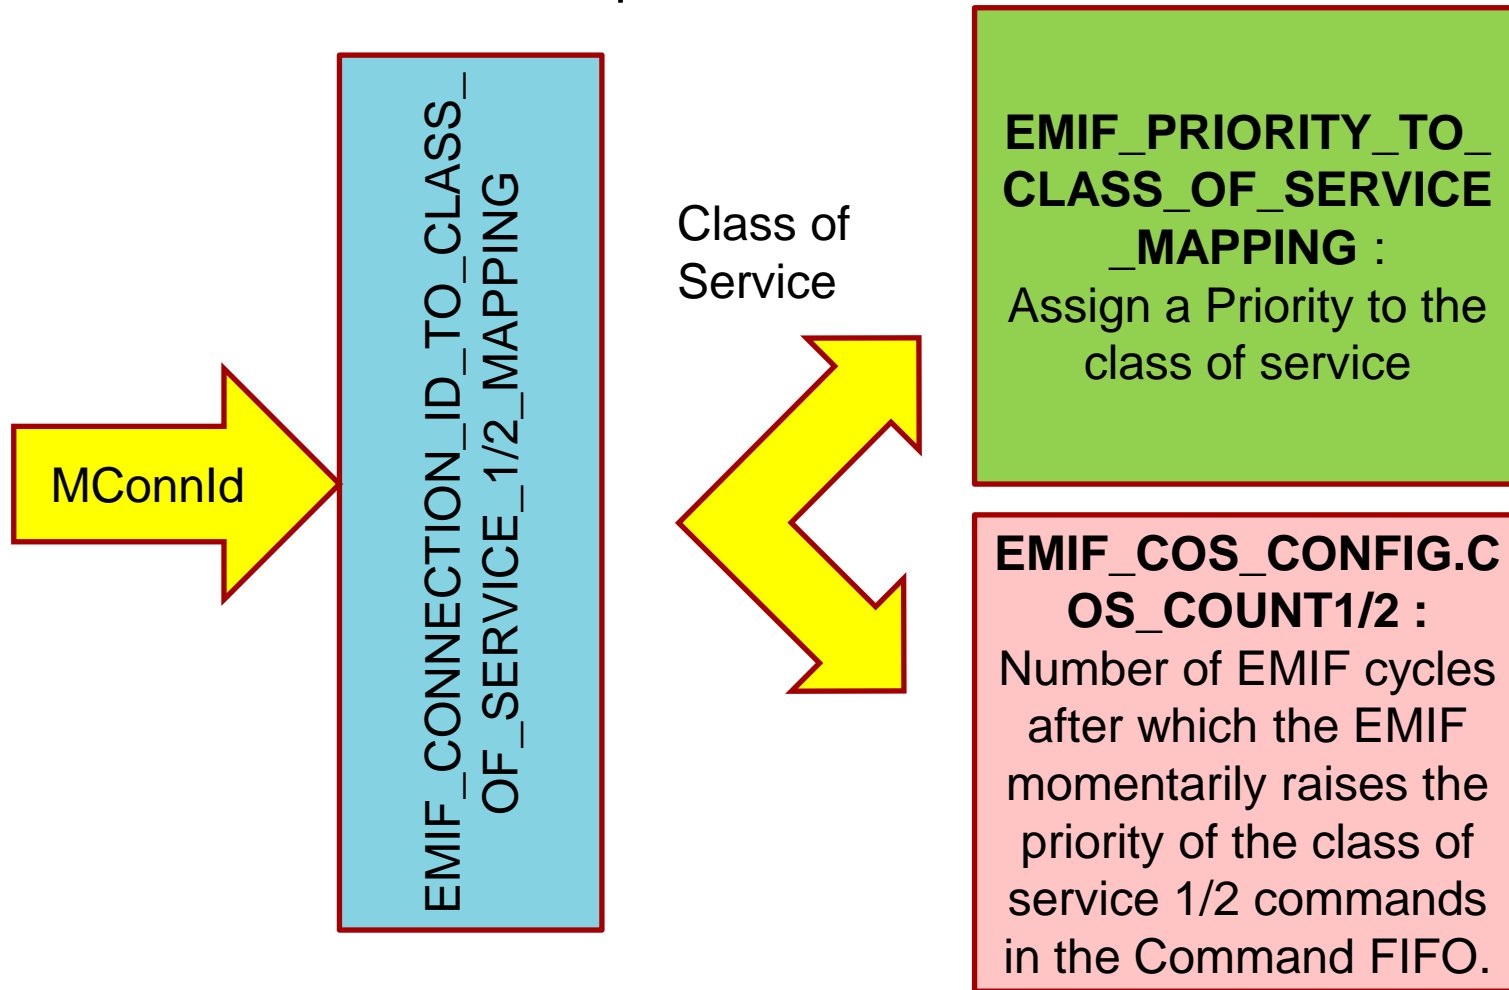 MConnId
EMIF_CONNECTION_ID_TO_CLASS_
OF_SERVICE_1/2_MAPPING
Class of
Service
EMIF_PRIORITY_TO_
CLASS_OF_SERVICE
_MAPPING :
Assign a Priority to the
class of service
EMIF_COS_CONFIG.C
OS_COUNT1/2 :
Number of EMIF cycles
after which the EMIF
momentarily raises the
priority of the class of
service 1/2 commands
in the Command FIFO.